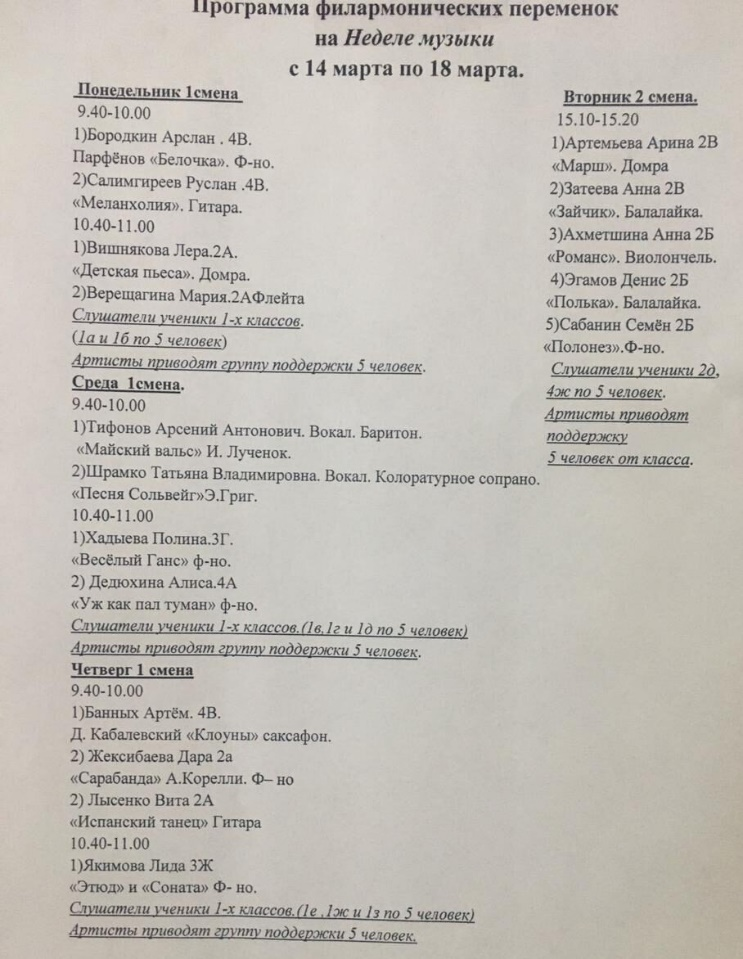 Программа филармонических переменок
на Неделе музыки
с 14 марта по 18 марта.
Понедельник 1смена
9.40-10.00
1)Бородкин Арслан . 4В.
Парфёнов «Белочка». Ф-но.
2)Салимгиреев Руслан .4В.
«Меланхолия». Гитара.
10.40-11.00
1)Вишнякова Лера.2А.
«Детская пьеса». Домра.
2)Верещагина Мария.2АФлейта
Слушатели ученики 1-х классов.
(1а и 1б по 5 человек)
Артисты приводят группу поддержки 5 человек.
Среда 1смена.
9.40-10.00
1)Тифонов Арсений Антонович. Вокал. Баритон.
«Майский вальс» И. Лученок.
2)Шрамко Татьяна Владимировна. Вокал. Колоратурное сопрано.
«Песня Сольвейг»Э.Григ.
10.40-11.00
1)Хадыева Полина.3Г.
«Весёлый Ганс» ф-но.
2) Дедюхина Алиса.4А
«Уж как пал туман» ф-но.
Слушатели ученики 1-х классов.(1в,1г и 1д по 5 человек)
Артисты приводят группу поддержки 5 человек.
Четверг 1 смена
9.40-10.00
1)Банных Артём. 4В.
Д. Кабалевский «Клоуны» саксафон.
2) Жексибаева Дара 2а
«Сарабанда» А.Корелли. Ф– но
2) Лысенко Вита 2А
«Испанский танец» Гитара
10.40-11.00
1)Якимова Лида 3Ж
«Этюд» и «Соната» Ф- но.
Слушатели ученики 1-х классов.(1е ,1ж и 1з по 5 человек)
Артисты приводят группу поддержки 5 человек.
Вторник 2 смена.
15.10-15.20
1)Артемьева Арина 2В
«Марш». Домра
2)Затеева Анна 2В
«Зайчик». Балалайка.
3)Ахметшина Анна 2Б
«Романс». Виолончель.
4)Эгамов Денис 2Б
«Полька». Балалайка.
5)Сабанин Семён 2Б
«Полонез».Ф-но.
Слушатели ученики 2д,
4ж по 5 человек.
Артисты приводят
поддержку
5 человек от класса.